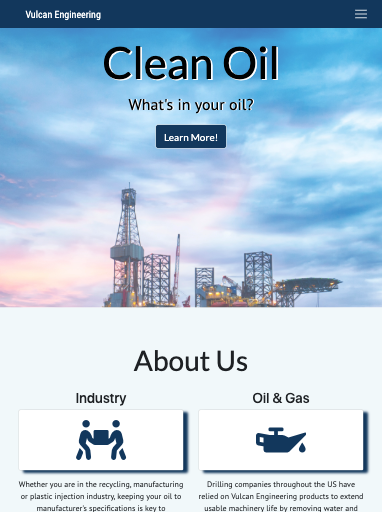 Vulcan Engineering
Clean Oil
What's in your oil?
Learn More!
About Us
Industry
Oil & Gas
Whether you are in the recycling, manufacturing
or plastic injection industry, keeping your oil to
manufacturer's specifications is key to
Drilling companies throughout the US have
relied on Vulcan Engineering products to extend
usable machinery life by removing water and